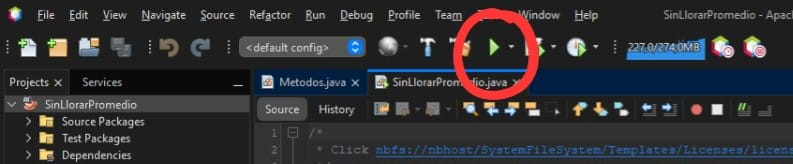 File Edit View Navigate Source Refactor Run Debug Profile Team Window Help SinLlorarPromedio - Apac
<default config> 227.0/274.0MB
Projects Services Metodos.java SinLlorarPromedio.java
SinLlorarPromedio Source History
Source Packages 1 /*
Test Packages 2 * Click nbfs://nbhost/SystemFileSystem/Templates/Licenses/licens
Dependencies